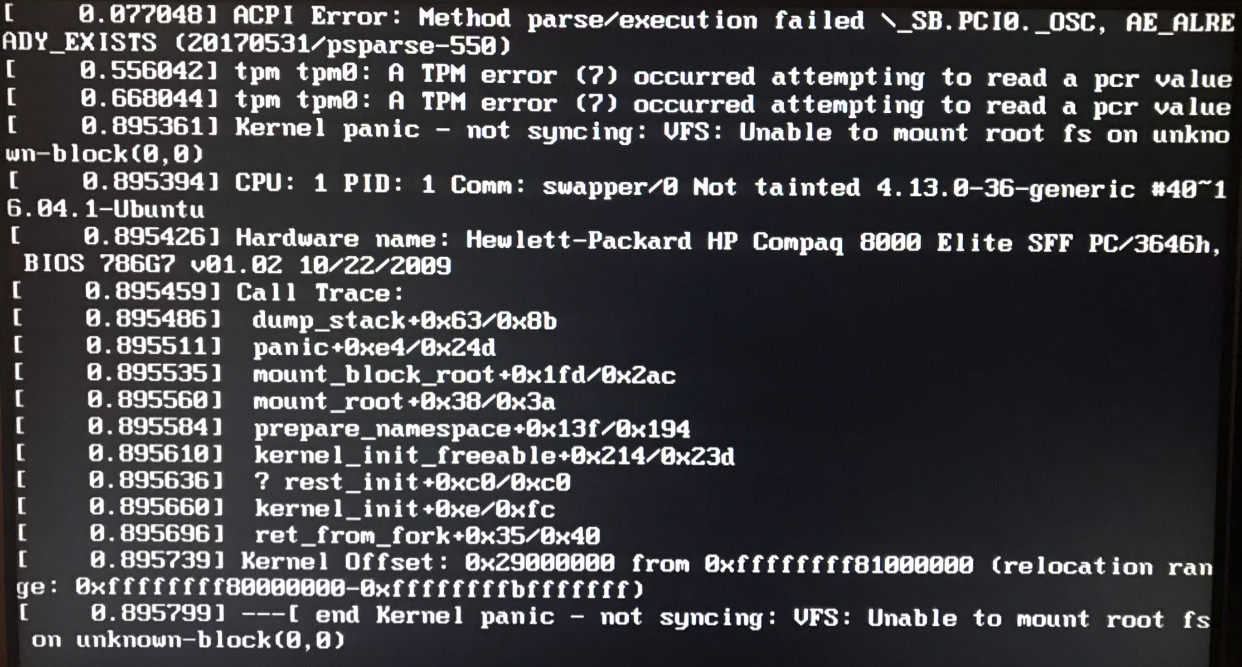 [    0.077048] ACPI Error: Method parse/execution failed \_SB.PCI0._OSC, AE_ALRE
ADY_EXISTS (20170531/psparse-550)
[    0.556042] tpm tpm0: A TPM error (7) occurred attempting to read a pcr value
[    0.668044] tpm tpm0: A TPM error (7) occurred attempting to read a pcr value
[    0.895361] Kernel panic - not syncing: VFS: Unable to mount root fs on unkno
wn-block(0,0)
[    0.895394] CPU: 1 PID: 1 Comm: swapper/0 Not tainted 4.13.0-36-generic #40~1
6.04.1-Ubuntu
[    0.895426] Hardware name: Hewlett-Packard HP Compaq 8000 Elite SFF PC/3646h,
 BIOS 786G7 v01.02 10/22/2009
[    0.895459] Call Trace:
[    0.895486]  dump_stack+0x63/0x8b
[    0.895511]  panic+0xe4/0x24d
[    0.895535]  mount_block_root+0x1fd/0x2ac
[    0.895560]  mount_root+0x38/0x3a
[    0.895584]  prepare_namespace+0x13f/0x194
[    0.895610]  kernel_init_freeable+0x214/0x23d
[    0.895636]  ? rest_init+0xc0/0xc0
[    0.895660]  kernel_init+0xe/0xfc
[    0.895696]  ret_from_fork+0x35/0x40
[    0.895739] Kernel Offset: 0x29000000 from 0xffffffff81000000 (relocation ran
ge: 0xffffffff80000000-0xffffffffbfffffff)
[    0.895799] ---[ end Kernel panic - not syncing: VFS: Unable to mount root fs
 on unknown-block(0,0)